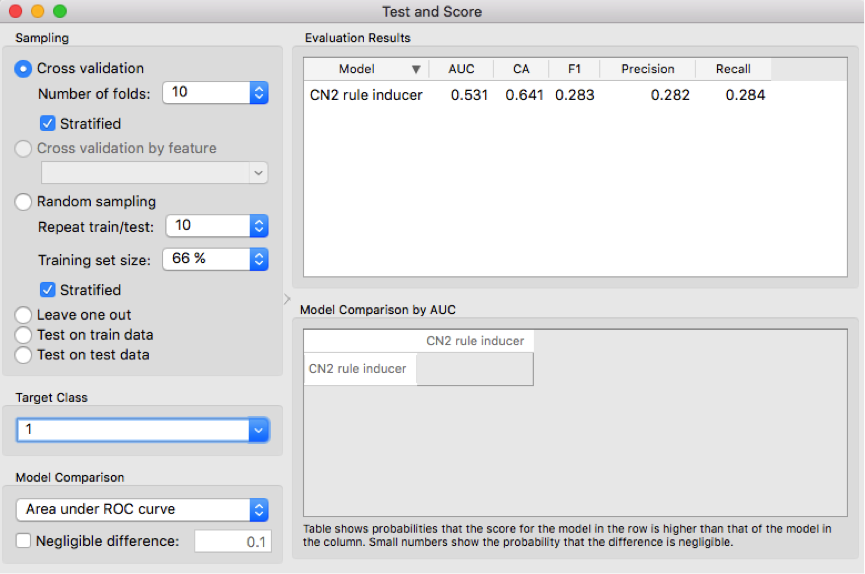 Test and Score
Sampling
Cross validation
Number of folds: 10
Stratified
Cross validation by feature
Random sampling
Repeat train/test: 10
Training set size: 66 %
Stratified
Leave one out
Test on train data
Test on test data
Target Class
1
Model Comparison
Area under ROC curve
Negligible difference: 0.1
Evaluation Results
Model AUC CA F1 Precision Recall
CN2 rule inducer 0.531 0.641 0.283 0.282 0.284
Model Comparison by AUC
CN2 rule inducer
CN2 rule inducer
Table shows probabilities that the score for the model in the row is higher than that of the model in
the column. Small numbers show the probability that the difference is negligible.